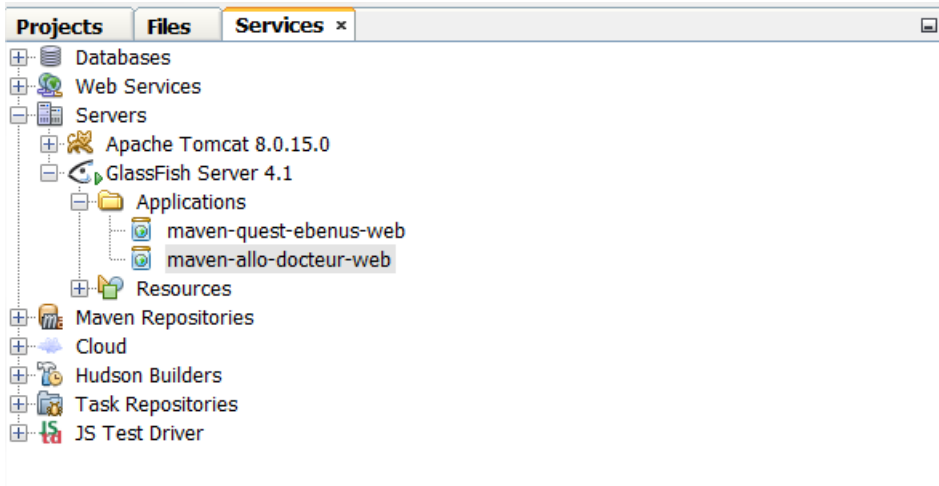 Projects Files Services ×
Databases
Web Services
Servers
Apache Tomcat 8.0.15.0
GlassFish Server 4.1
Applications
maven-quest-ebenus-web
maven-allo-docteur-web
Resources
Maven Repositories
Cloud
Hudson Builders
Task Repositories
JS Test Driver